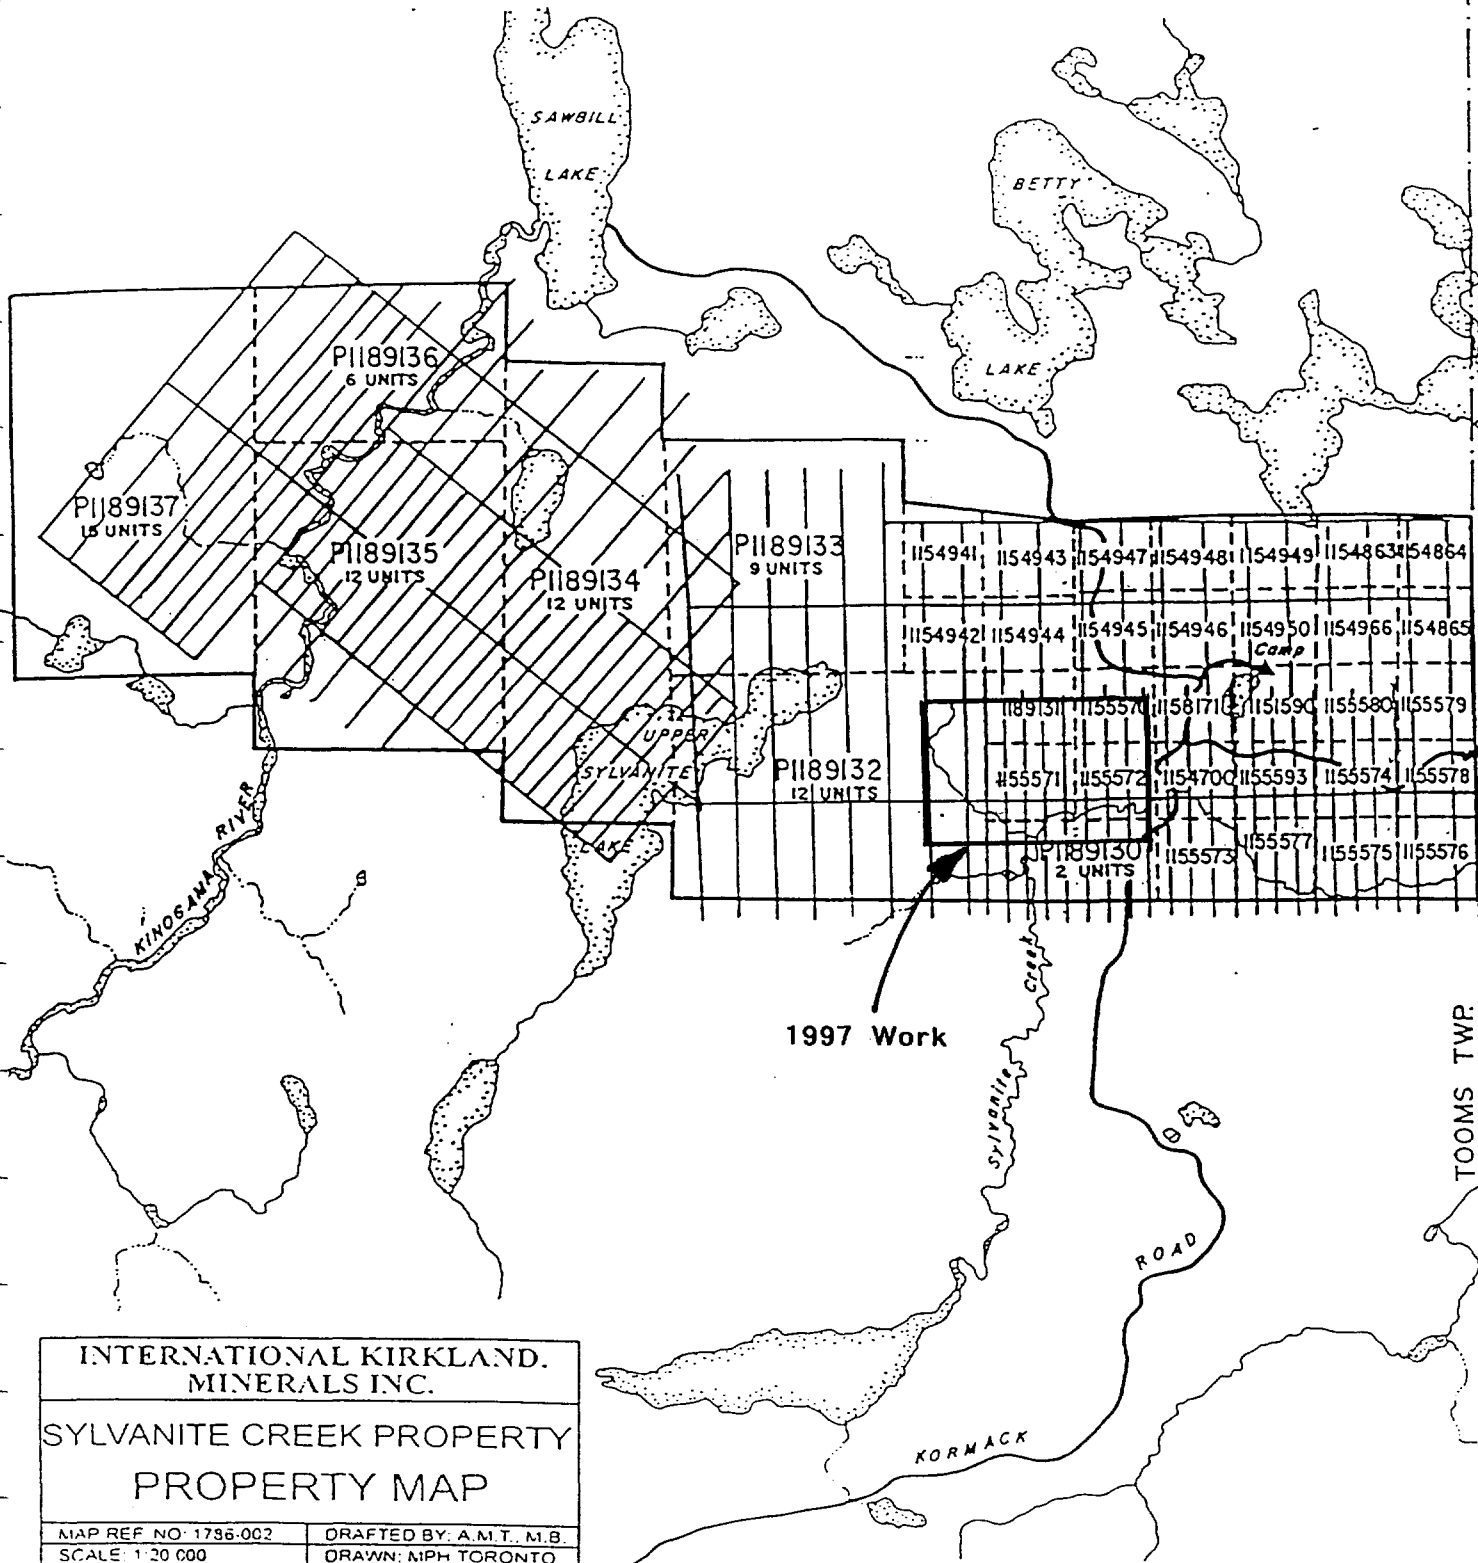 SAWBILL
LAKE
BETTY
LAKE
P1189136
6 UNITS
P1189137
15 UNITS
P1189135
12 UNITS
P1189134
12 UNITS
P1189133
9 UNITS
1154941
1154943
1154947
1154948
1154949
1154863
1154864
1154942
1154944
1154945
1154946
1154950
1154966
1154865
Camp
1189131
1155570
1158171
1151590
1155580
1155579
UPPER
SYLVANITE
LAKE
P1189132
12 UNITS
1155571
1155572
1154700
1155593
1155574
1155578
P1189130
2 UNITS
1155573
1155577
1155575
1155576
KINOGAMA RIVER
1997 Work
Sylvanite Creek
TOOMS TWP.
KORMACK ROAD
INTERNATIONAL KIRKLAND.
MINERALS INC.
SYLVANITE CREEK PROPERTY
PROPERTY MAP
MAP REF NO: 1786-002
DRAFTED BY: A.M.T., M.B.
SCALE: 1:20 000
DRAWN: MPH TORONTO